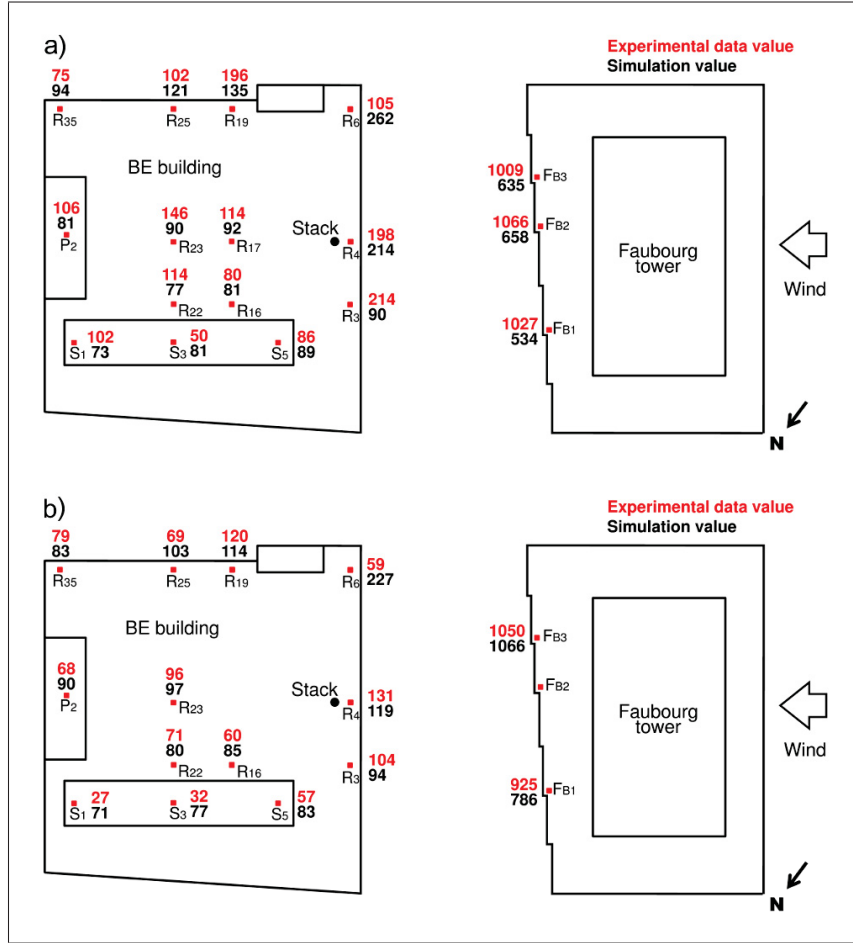 a)
Experimental data value
Simulation value
75 102 196
94 121 135
105
R35 R25 R19 R6 262
BE building
1009
635 FB3
106
81
P2
146 114
90 92
R23 R17
Stack
198
R4 214
1066
658 FB2
Faubourg
tower
Wind
114 80
77 81
R22 R16
214
R3 90
102
S1 73
50
S3 81
86
S5 89
1027
534 FB1
N
b)
Experimental data value
Simulation value
79 69 120
83 103 114
59
R35 R25 R19 R6 227
BE building
1050
1066 FB3
68
90
P2
96
97
R23
Stack
131
R4 119
FB2
Faubourg
tower
Wind
71 60
80 85
R22 R16
104
R3 94
27
S1 71
32
S3 77
57
S5 83
925
786 FB1
N